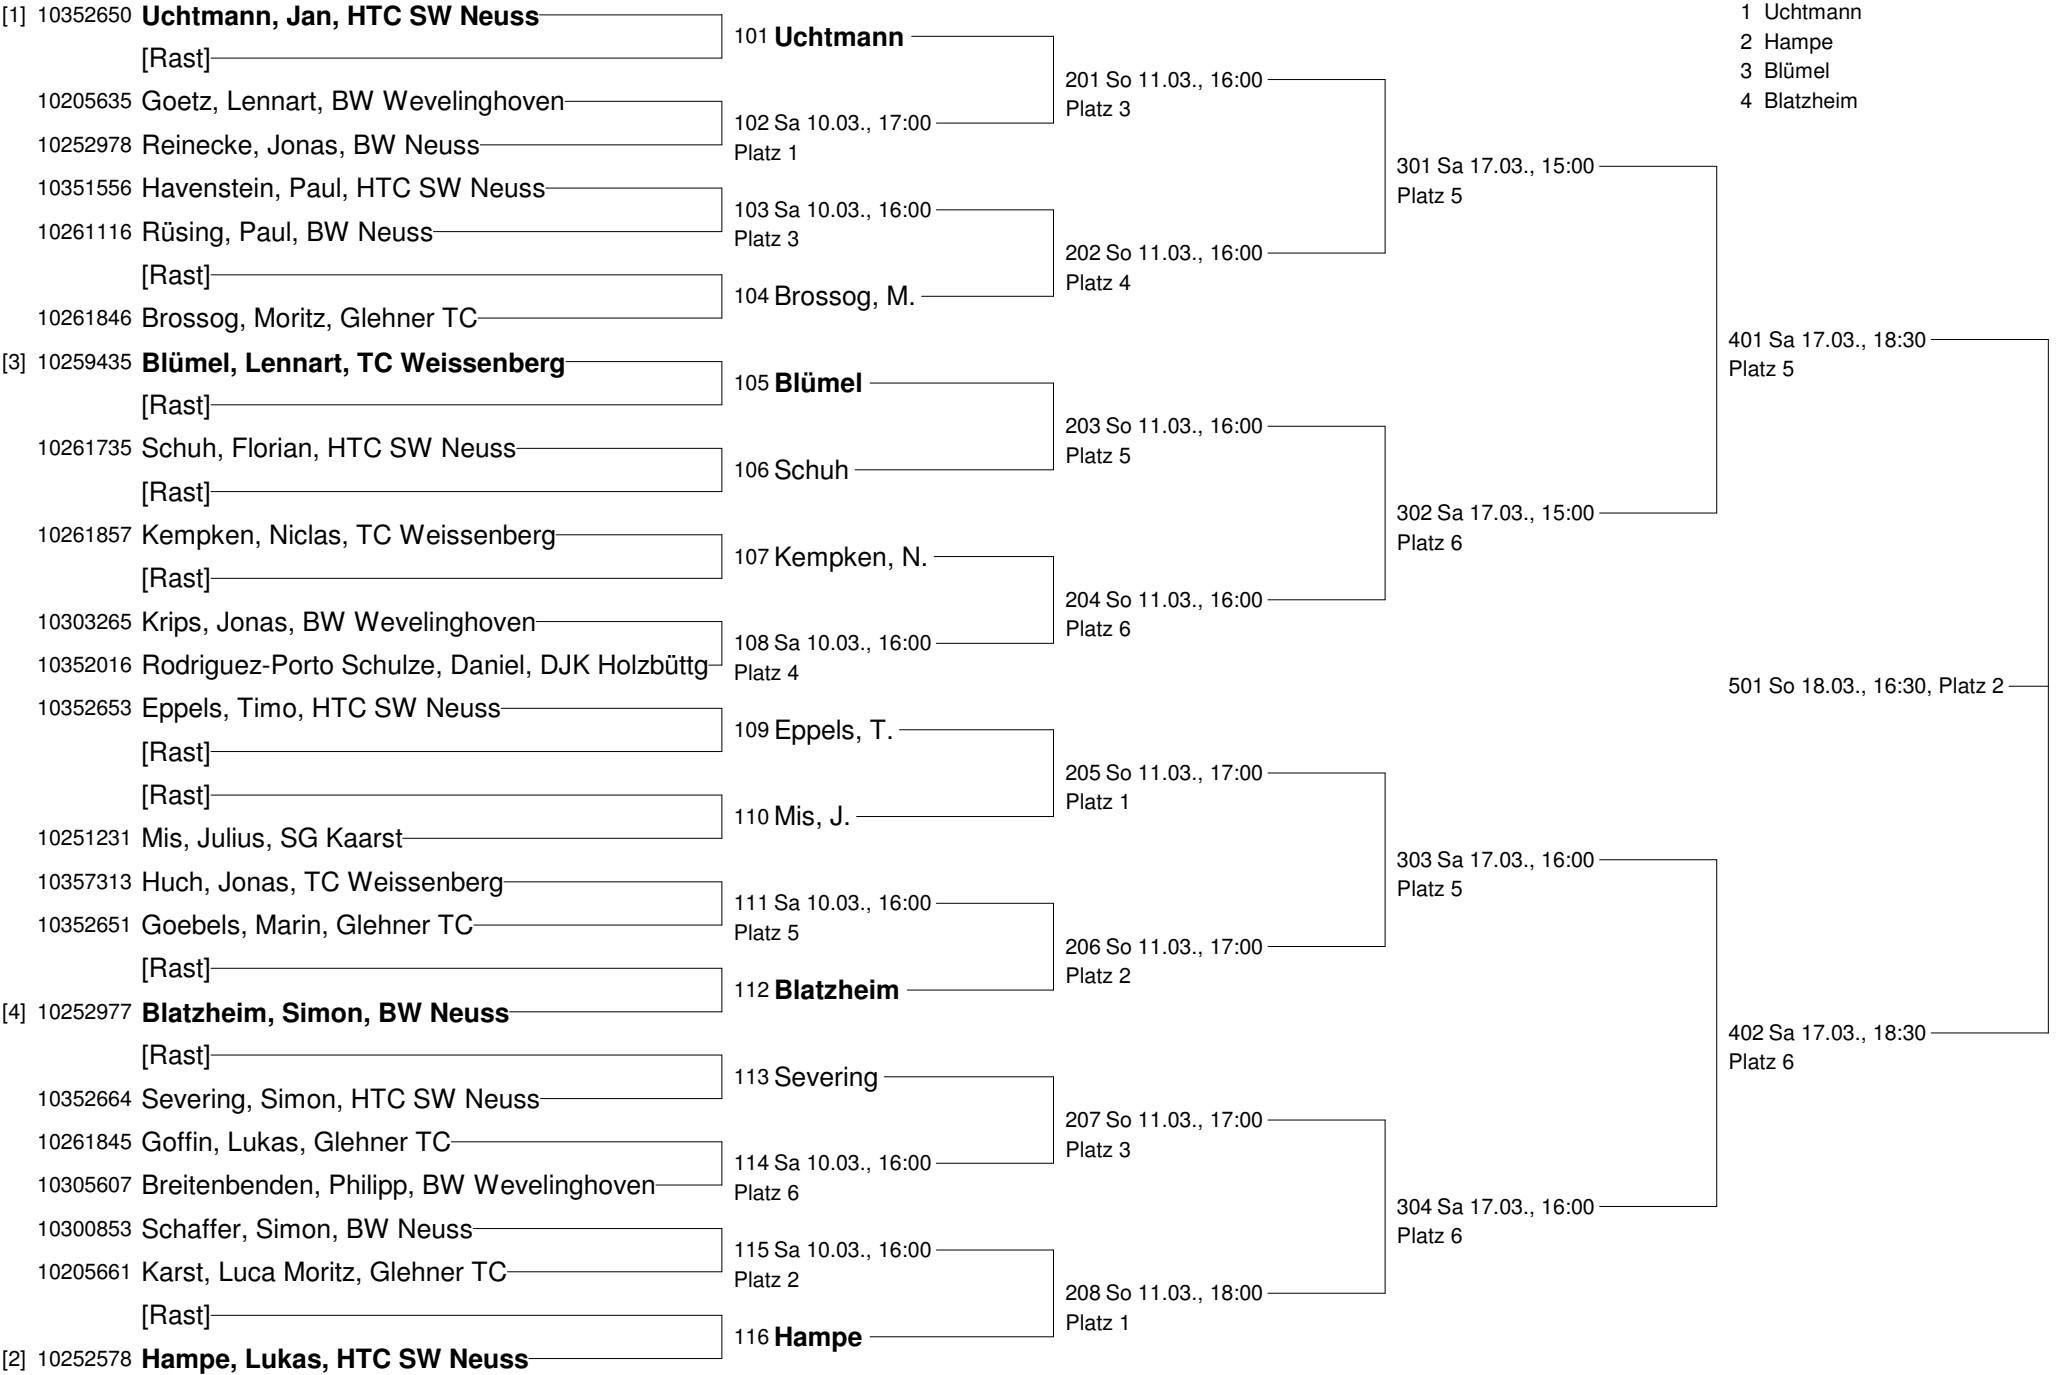 [1] 10352650 Uchtmann, Jan, HTC SW Neuss
[Rast]
10205635 Goetz, Lennart, BW Wevelinghoven
10252978 Reinecke, Jonas, BW Neuss
10351556 Havenstein, Paul, HTC SW Neuss
10261116 Rüsing, Paul, BW Neuss
[Rast]
10261846 Brossog, Moritz, Glehner TC
[3] 10259435 Blümel, Lennart, TC Weissenberg
[Rast]
10261735 Schuh, Florian, HTC SW Neuss
[Rast]
10261857 Kempken, Niclas, TC Weissenberg
[Rast]
10303265 Krips, Jonas, BW Wevelinghoven
10352016 Rodriguez-Porto Schulze, Daniel, DJK Holzbüttg
10352653 Eppels, Timo, HTC SW Neuss
[Rast]
[Rast]
10251231 Mis, Julius, SG Kaarst
10357313 Huch, Jonas, TC Weissenberg
10352651 Goebels, Marin, Glehner TC
[Rast]
[4] 10252977 Blatzheim, Simon, BW Neuss
[Rast]
10352664 Severing, Simon, HTC SW Neuss
10261845 Goffin, Lukas, Glehner TC
10305607 Breitenbenden, Philipp, BW Wevelinghoven
10300853 Schaffer, Simon, BW Neuss
10205661 Karst, Luca Moritz, Glehner TC
[Rast]
[2] 10252578 Hampe, Lukas, HTC SW Neuss
101 Uchtmann
102 Sa 10.03., 17:00
Platz 1
103 Sa 10.03., 16:00
Platz 3
104 Brossog, M.
105 Blümel
106 Schuh
107 Kempken, N.
108 Sa 10.03., 16:00
Platz 4
109 Eppels, T.
110 Mis, J.
111 Sa 10.03., 16:00
Platz 5
112 Blatzheim
113 Severing
114 Sa 10.03., 16:00
Platz 6
115 Sa 10.03., 16:00
Platz 2
116 Hampe
201 So 11.03., 16:00
Platz 3
202 So 11.03., 16:00
Platz 4
203 So 11.03., 16:00
Platz 5
204 So 11.03., 16:00
Platz 6
205 So 11.03., 17:00
Platz 1
206 So 11.03., 17:00
Platz 2
207 So 11.03., 17:00
Platz 3
208 So 11.03., 18:00
Platz 1
301 Sa 17.03., 15:00
Platz 5
302 Sa 17.03., 15:00
Platz 6
303 Sa 17.03., 16:00
Platz 5
304 Sa 17.03., 16:00
Platz 6
1 Uchtmann
2 Hampe
3 Blümel
4 Blatzheim
401 Sa 17.03., 18:30
Platz 5
501 So 18.03., 16:30, Platz 2
402 Sa 17.03., 18:30
Platz 6